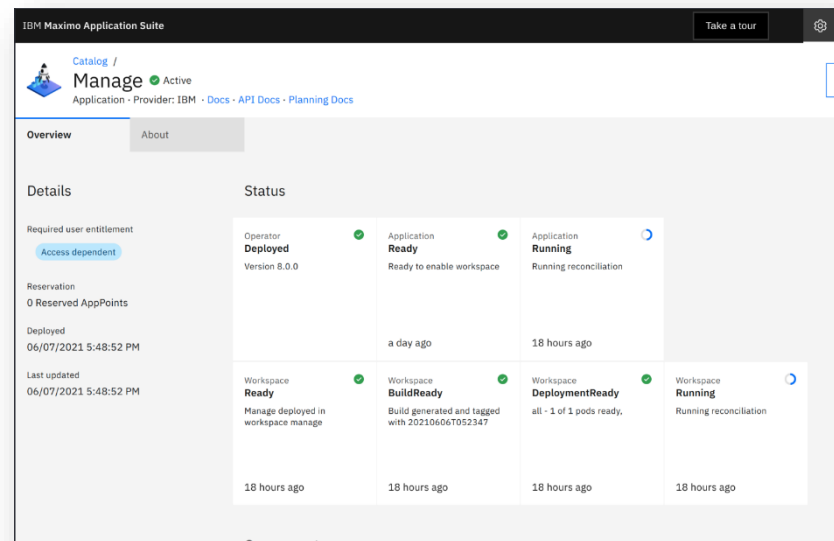 IBM Maximo Application Suite
Take a tour
Catalog /
Manage Active
Application · Provider: IBM · Docs · API Docs · Planning Docs
Overview
About
Details
Required user entitlement
Access dependent
Reservation
0 Reserved AppPoints
Deployed
06/07/2021 5:48:52 PM
Last updated
06/07/2021 5:48:52 PM
Status
Operator
Deployed
Version 8.0.0
Application
Ready
Ready to enable workspace
a day ago
Application
Running
Running reconciliation
18 hours ago
Workspace
Ready
Manage deployed in
workspace manage
18 hours ago
Workspace
BuildReady
Build generated and tagged
with 20210606T052347
18 hours ago
Workspace
DeploymentReady
all - 1 of 1 pods ready,
18 hours ago
Workspace
Running
Running reconciliation
18 hours ago